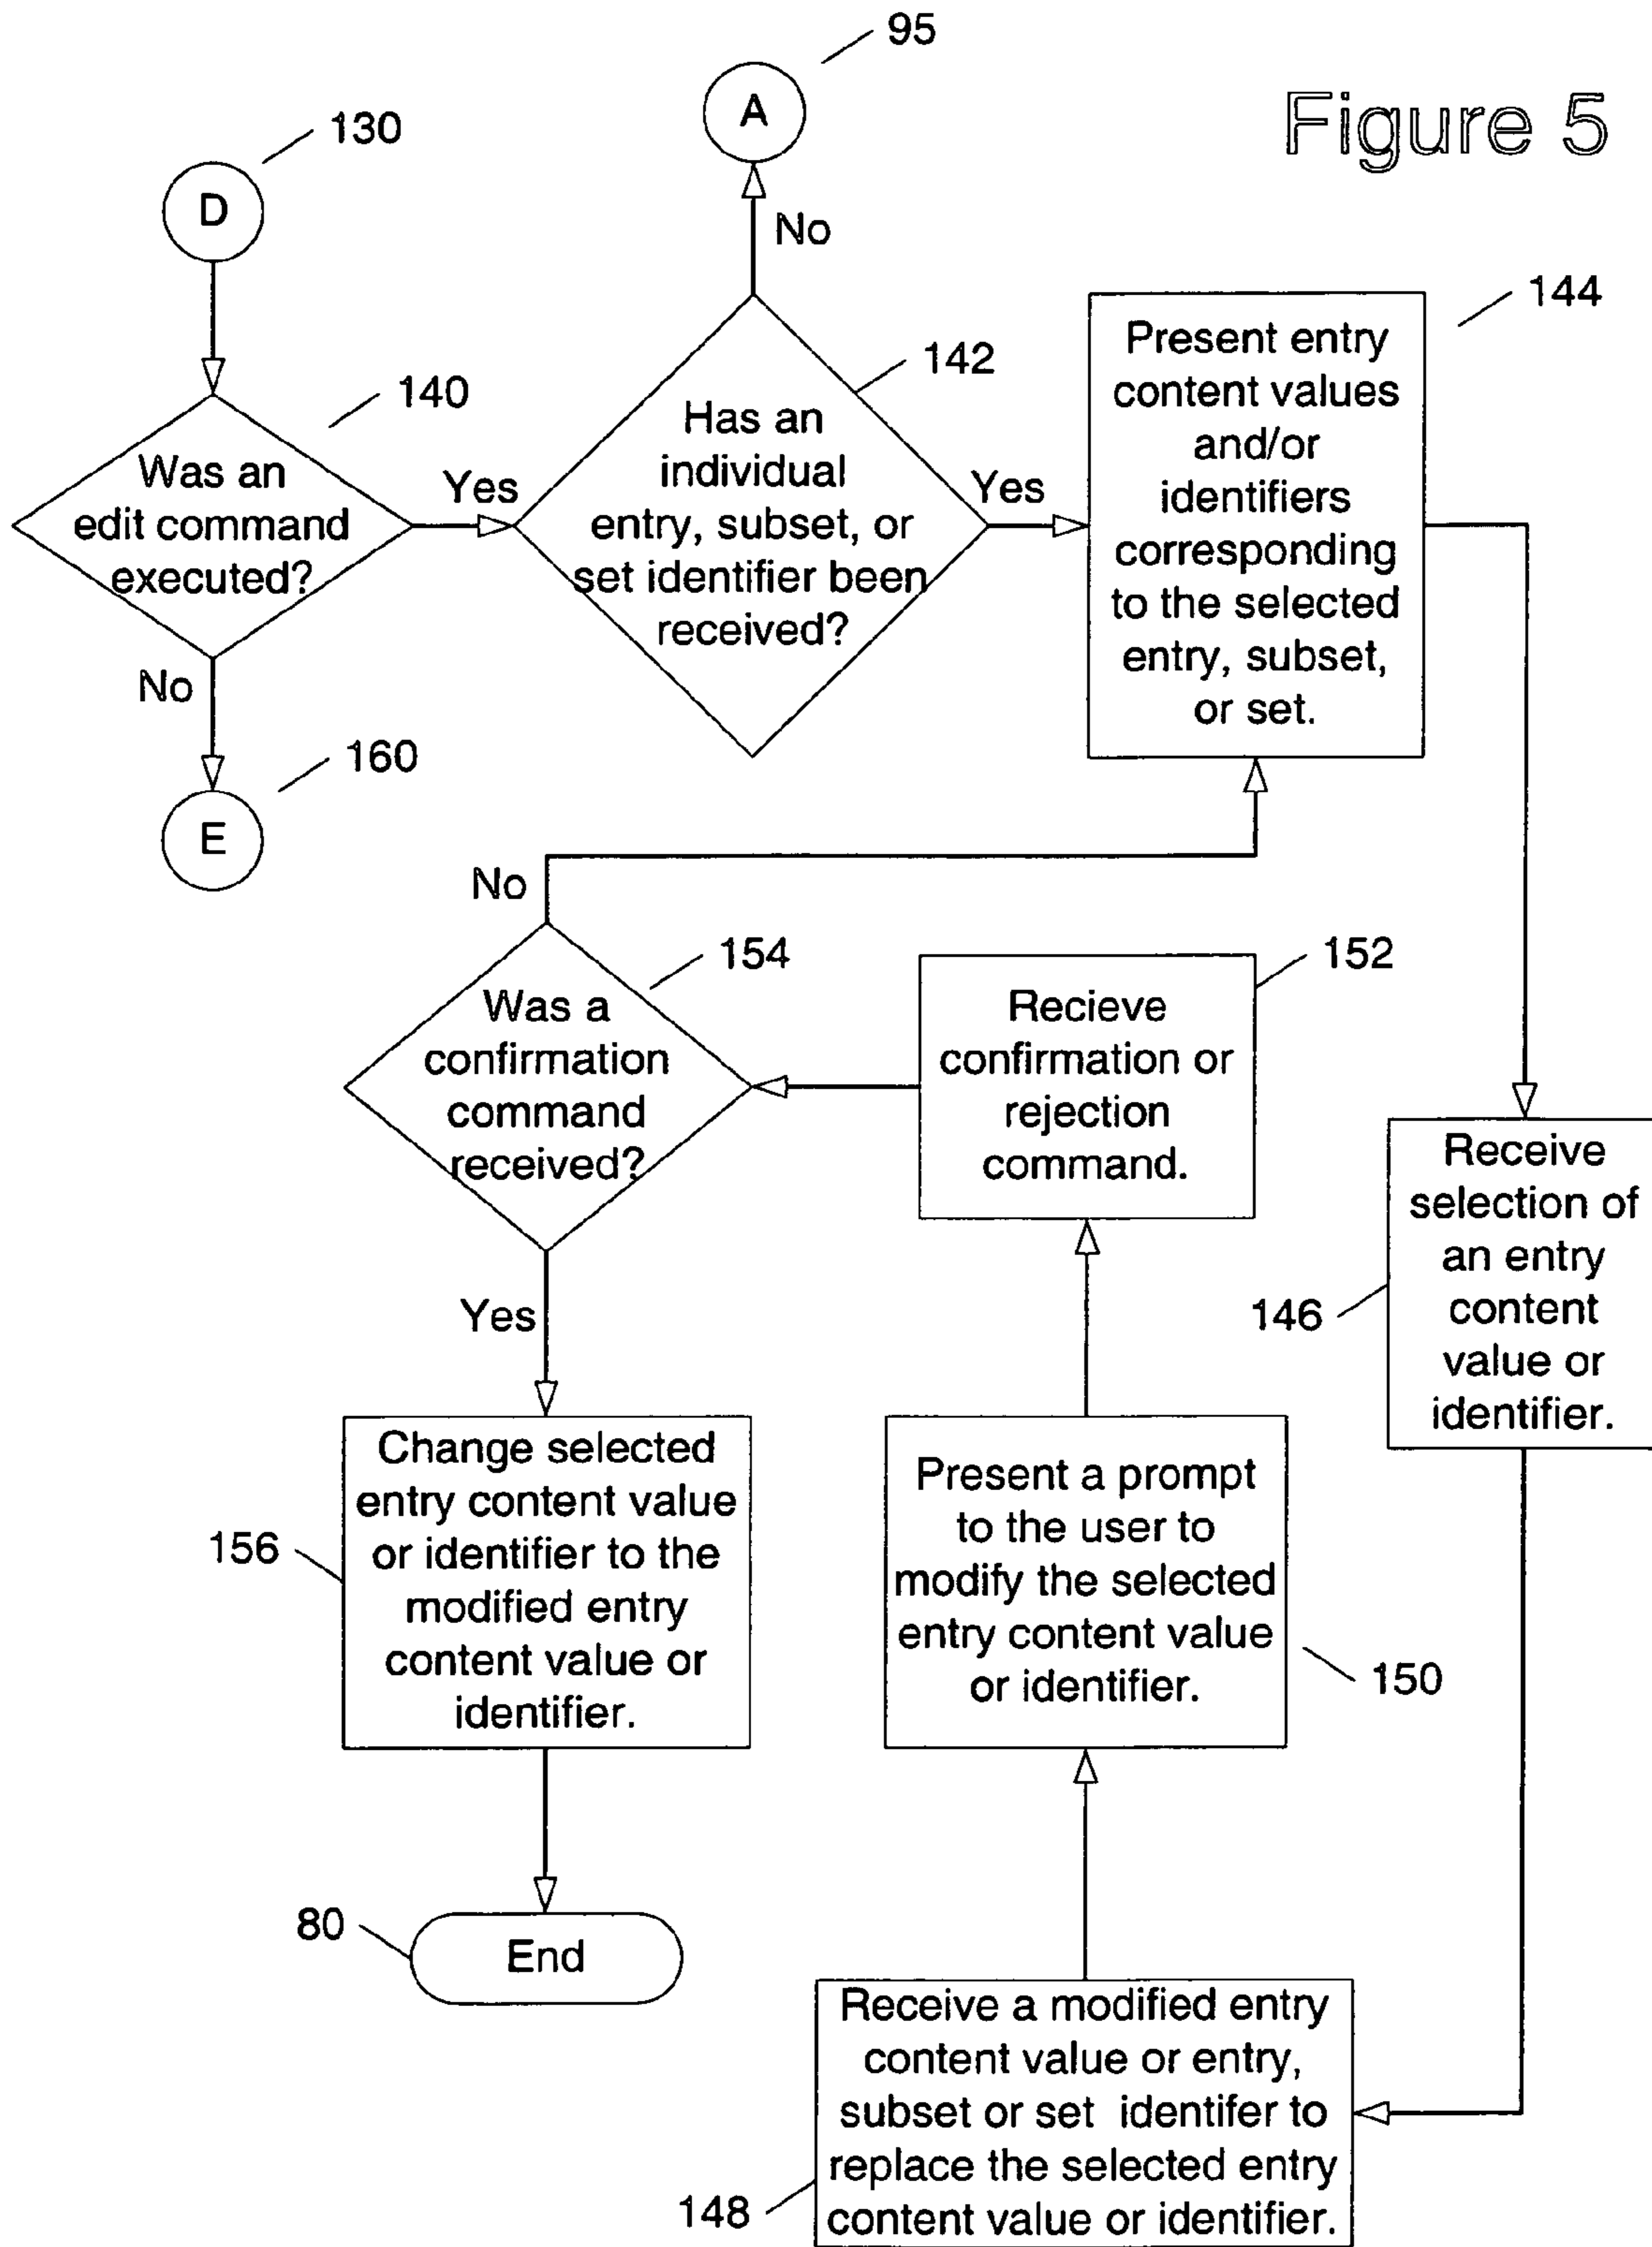 95
Figure 5
130
A
D
No
144
140
142
Was an
edit command
executed?
Yes
Has an
individual
entry, subset, or
set identifier been
received?
Yes
Present entry
content values
and/or
identifiers
corresponding
to the selected
entry, subset,
or set.
No
160
E
No
154
152
Was a
confirmation
command
received?
Recieve
confirmation or
rejection
command.
Receive
selection of
an entry
content
value or
identifier.
146
Yes
Change selected
entry content value
or identifier to the
modified entry
content value or
identifier.
156
Present a prompt
to the user to
modify the selected
entry content value
or identifier.
150
80
End
Receive a modified entry
content value or entry,
subset or set identifer to
replace the selected entry
content value or identifier.
148